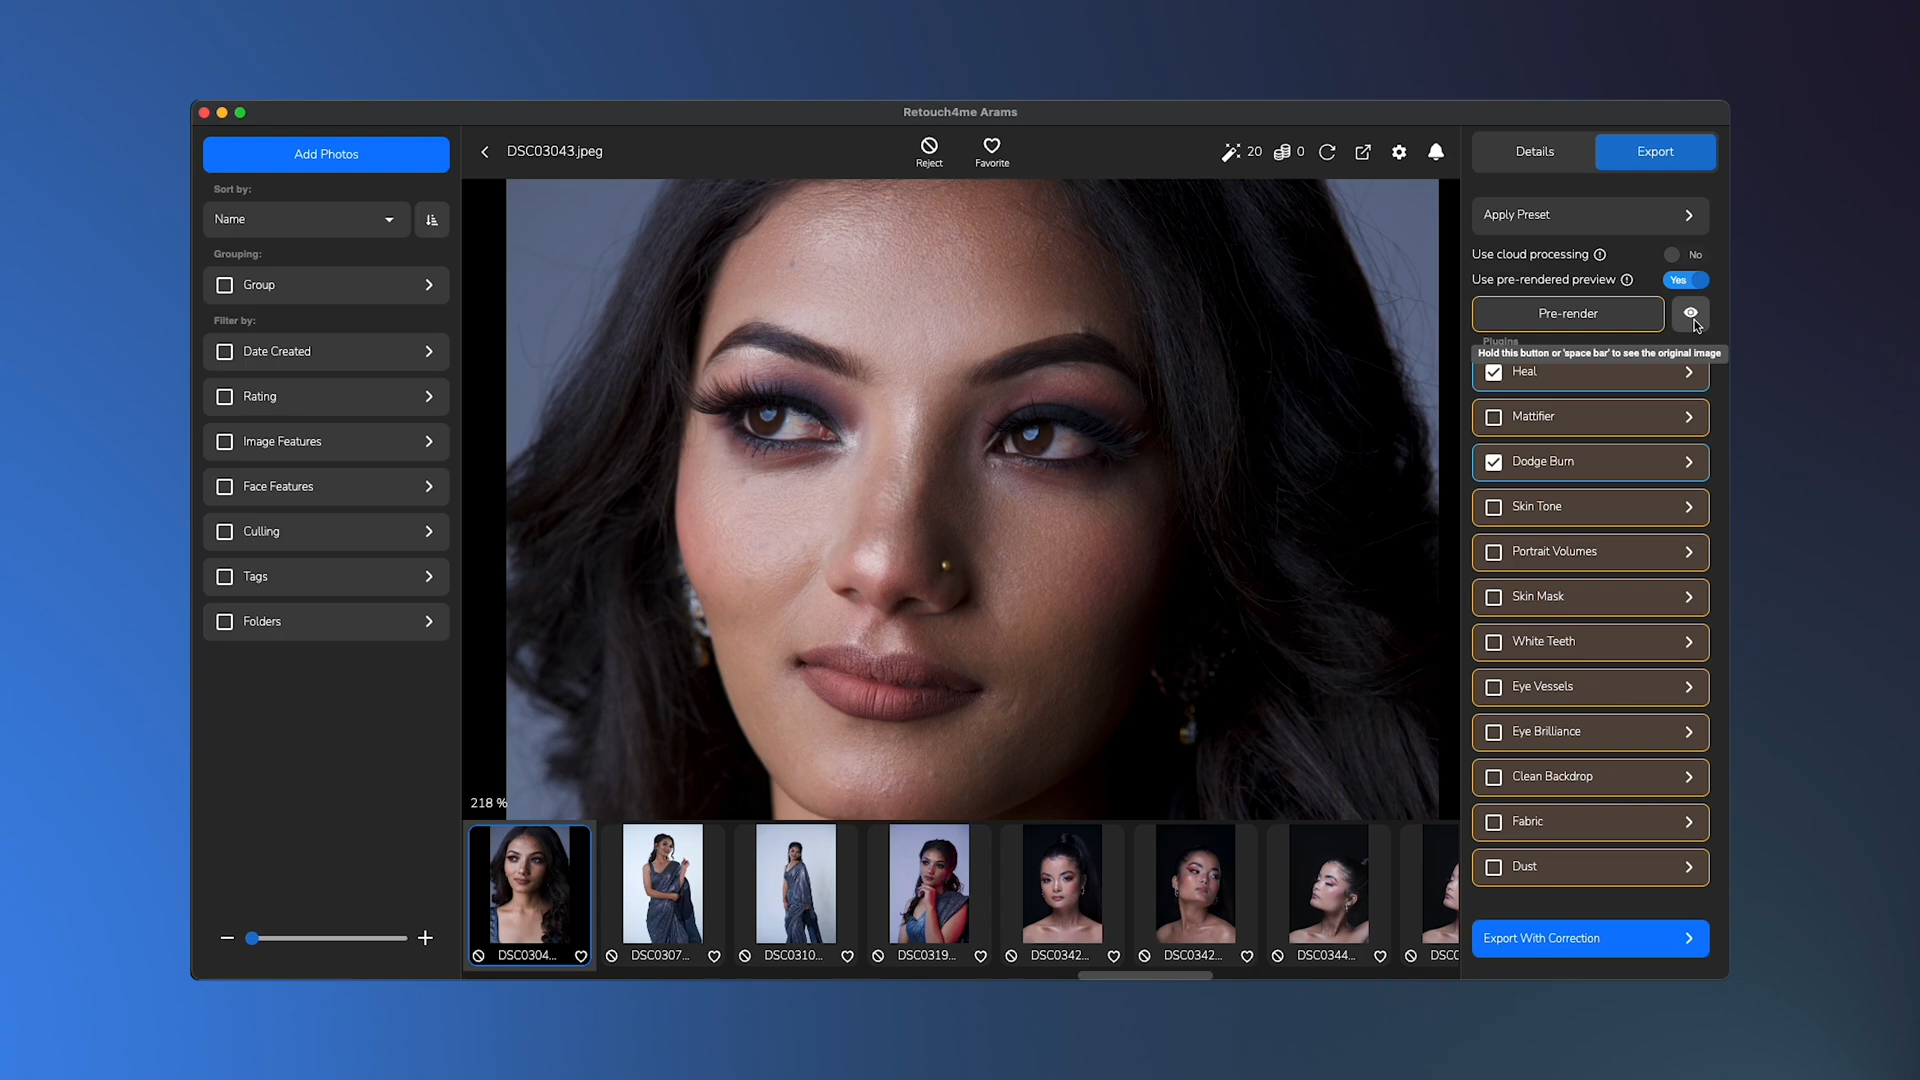 Retouch4me Arams
Add Photos
Sort by:
Name
Grouping:
Group
Filter by:
Date Created
Rating
Image Features
Face Features
Culling
Tags
Folders
DSC03043.jpeg
Reject
Favorite
20
0
218 %
DSC0304...
DSC0307...
DSC0310...
DSC0319...
DSC0342...
DSC0342...
DSC0344...
DSCC
Details
Export
Apply Preset
Use cloud processing
No
Use pre-rendered preview
Yes
Pre-render
Plugins
Hold this button or 'space bar' to see the original image
Heal
Mattifier
Dodge Burn
Skin Tone
Portrait Volumes
Skin Mask
White Teeth
Eye Vessels
Eye Brilliance
Clean Backdrop
Fabric
Dust
Export With Correction